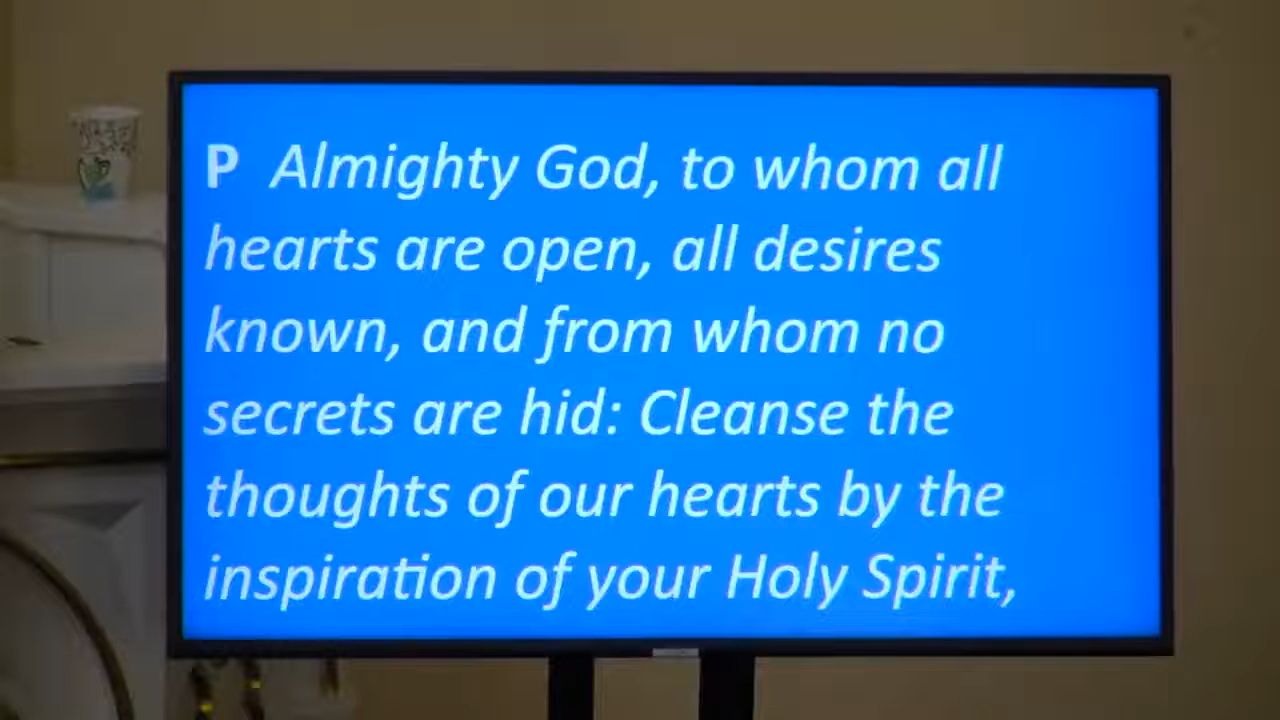 P Almighty God, to whom all
hearts are open, all desires
known, and from whom no
secrets are hid: Cleanse the
thoughts of our hearts by the
inspiration of your Holy Spirit,